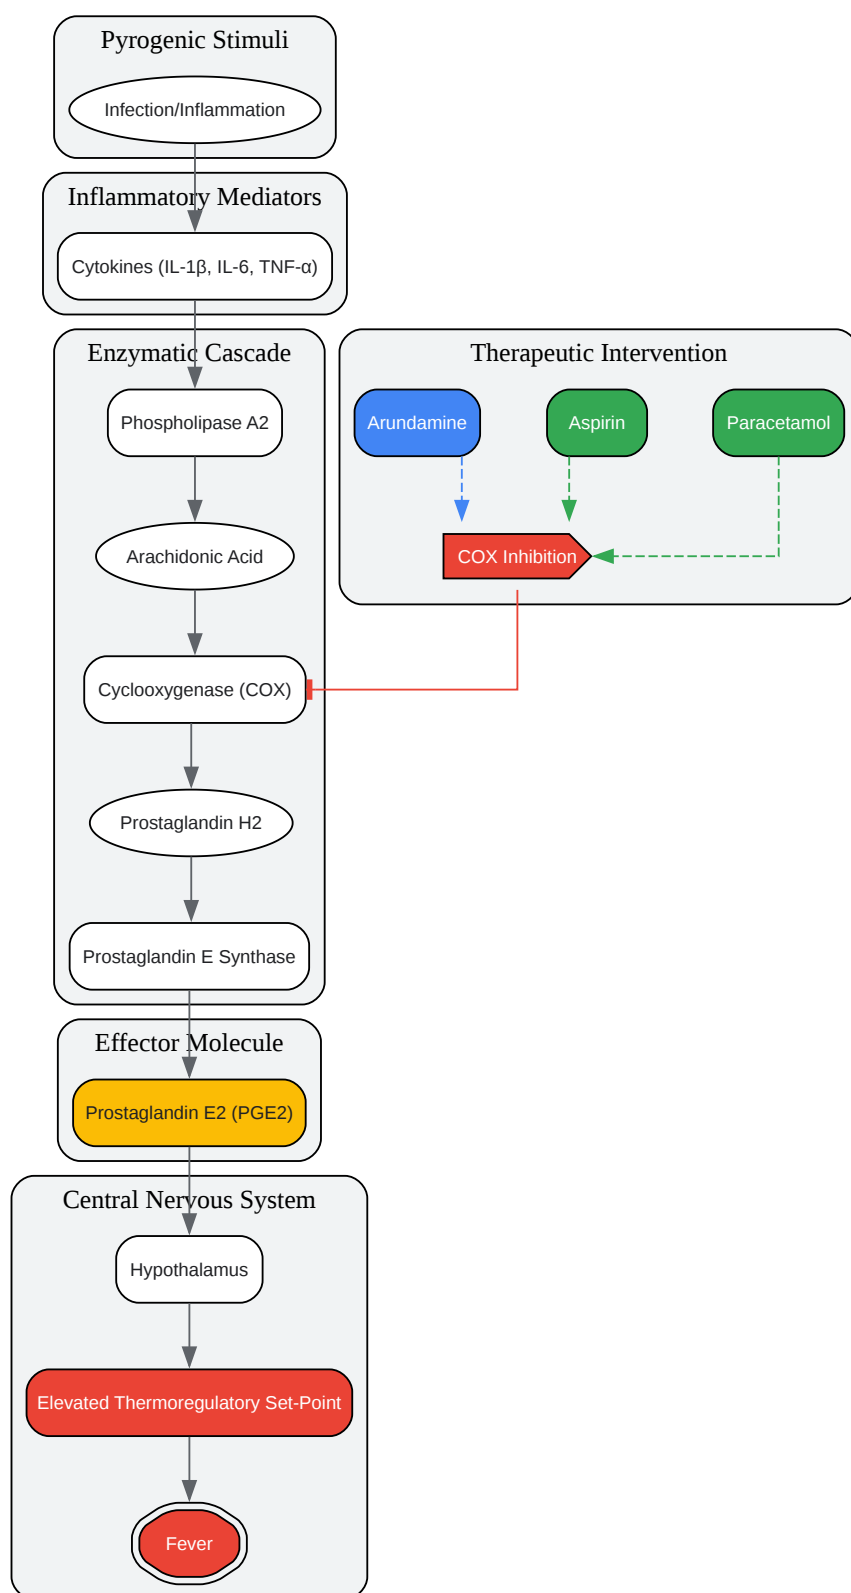 Pyrogenic Stimuli
Infection/Inflammation
Inflammatory Mediators
Cytokines (IL-1β, IL-6, TNF-α)
Enzymatic Cascade
Phospholipase A2
Arachidonic Acid
Cyclooxygenase (COX)
Prostaglandin H2
Prostaglandin E Synthase
Therapeutic Intervention
Arundamine
Aspirin
Paracetamol
COX Inhibition
Effector Molecule
Prostaglandin E2 (PGE2)
Central Nervous System
Hypothalamus
Elevated Thermoregulatory Set-Point
Fever